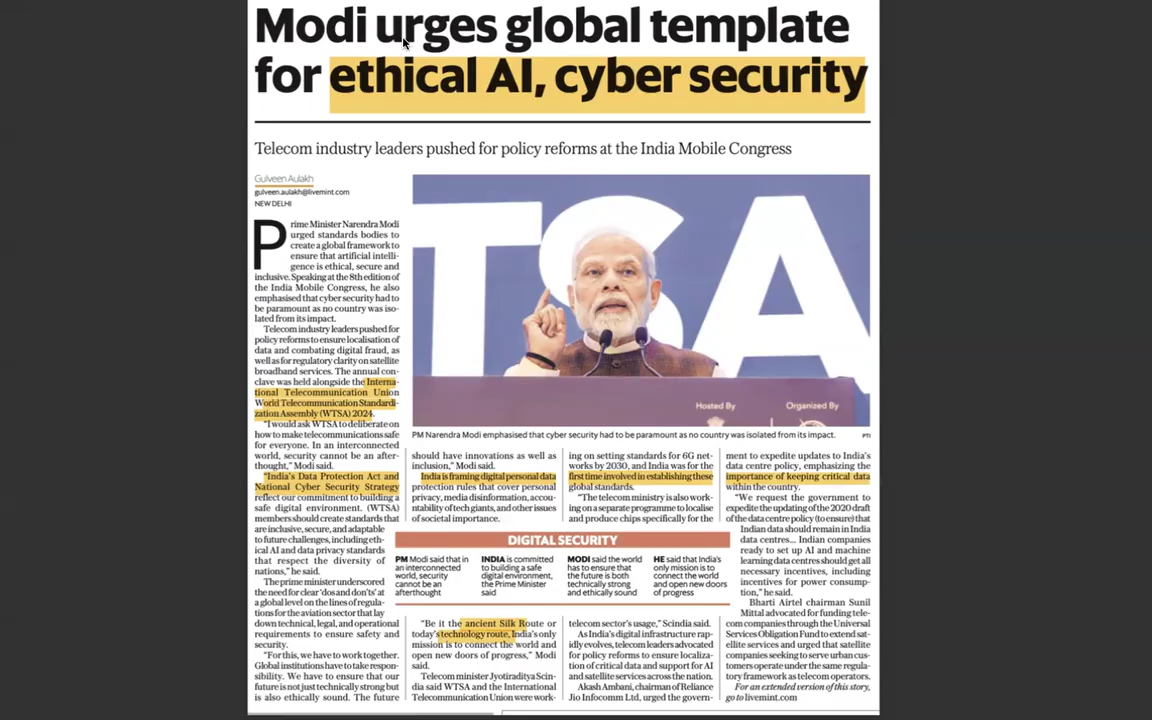 Modi urges global template
for ethical AI, cyber security
Telecom industry leaders pushed for policy reforms at the India Mobile Congress
Gulveen Aulakh
gulveen.aulakh@livemint.com
NEW DELHI
Prime Minister Narendra Modi
urged standards bodies to
create a global framework to
ensure that artificial intelli-
gence is ethical, secure and
inclusive. Speaking at the 8th edition of
the India Mobile Congress, he also
emphasised that cyber security had to
be paramount as no country was iso-
lated from its impact.
Telecom industry leaders pushed for
policy reforms to ensure localisation of
data and combating digital fraud, as
well as for regulatory clarity on satellite
broadband services. The annual con-
clave was held alongside the Interna-
tional Telecommunication Union
World Telecommunication Standardi-
zation Assembly (WTSA) 2024.
"I would ask WTSA to deliberate on
how to make telecommunications safe
for everyone. In an interconnected
world, security cannot be an after-
thought," Modi said.
"India's Data Protection Act and
National Cyber Security Strategy
reflect our commitment to building a
safe digital environment. (WTSA)
members should create standards that
are inclusive, secure, and adaptable
to future challenges, including eth-
ical AI and data privacy standards
that respect the diversity of
nations," he said.
The prime minister underscored
the need for clear 'dos and don'ts' at
a global level on the lines of regula-
tions for the aviation sector that lay
down technical, legal, and operational
requirements to ensure safety and
security.
"For this, we have to work together.
Global institutions have to take respon-
sibility. We have to ensure that our
future is not just technically strong but
is also ethically sound. The future
TSA
Hosted By
Organized By
PM Narendra Modi emphasised that cyber security had to be paramount as no country was isolated from its impact.
PTI
should have innovations as well as
inclusion," Modi said.
India is framing digital personal data
protection rules that cover personal
privacy, media disinformation, accou-
ntability of tech giants, and other issues
of societal importance.
DIGITAL SECURITY
PM Modi said that in
an interconnected
world, security
cannot be an
afterthought
INDIA is committed
to building a safe
digital environment,
the Prime Minister
said
MODI said the world
has to ensure that
the future is both
technically strong
and ethically sound
HE said that India's
only mission is to
connect the world
and open new doors
of progress
"Be it the ancient Silk Route or
today's technology route, India's only
mission is to connect the world and
open new doors of progress," Modi
said.
Telecom minister Jyotiraditya Scin-
dia said WTSA and the International
Telecommunication Union were work-
ing on setting standards for 6G net-
works by 2030, and India was for the
first time involved in establishing these
global standards.
"The telecom ministry is also work-
ing on a separate programme to localise
and produce chips specifically for the
telecom sector's usage," Scindia said.
As India's digital infrastructure rap-
idly evolves, telecom leaders advocated
for policy reforms to ensure localiza-
tion of critical data and support for AI
and satellite services across the nation.
Akash Ambani, chairman of Reliance
Jio Infocomm Ltd, urged the govern-
ment to expedite updates to India's
data centre policy, emphasizing the
importance of keeping critical data
within the country.
"We request the government to
expedite the updating of the 2020 draft
of the data centre policy (to ensure) that
Indian data should remain in India
data centres... Indian companies
ready to set up AI and machine
learning data centres should get all
necessary incentives, including
incentives for power consump-
tion," he said.
Bharti Airtel chairman Sunil
Mittal advocated for funding tele-
com companies through the Universal
Services Obligation Fund to extend sat-
ellite services and urged that satellite
companies seeking to serve urban cus-
tomers operate under the same regula-
tory framework as telecom operators.
For an extended version of this story,
go to livemint.com